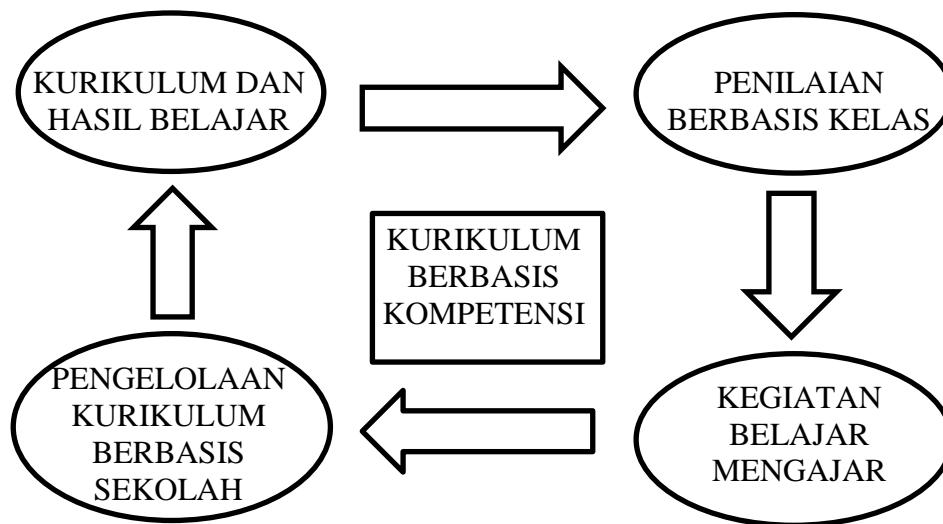 KURIKULUM DAN
HASIL BELAJAR
PENILAIAN
BERBASIS KELAS
KURIKULUM
BERBASIS
KOMPETENSI
PENGELOLAAN
KURIKULUM
BERBASIS
SEKOLAH
KEGIATAN
BELAJAR
MENGAJAR